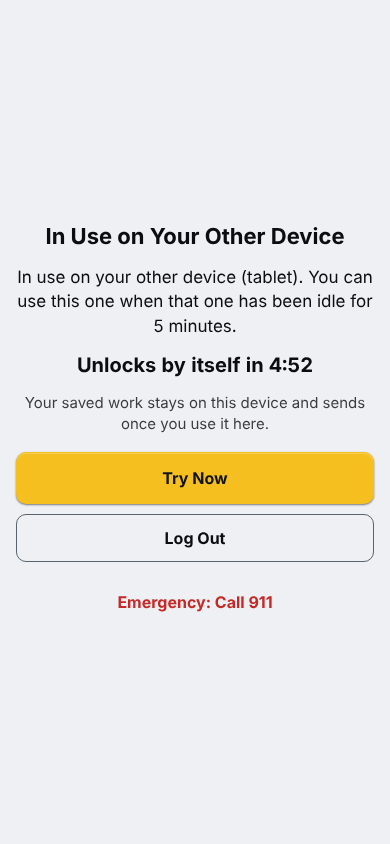 In Use on Your Other Device
In use on your other device (tablet). You can
use this one when that one has been idle for
5 minutes.
Unlocks by itself in 4:52
Your saved work stays on this device and sends
once you use it here.
Try Now
Log Out
Emergency: Call 911